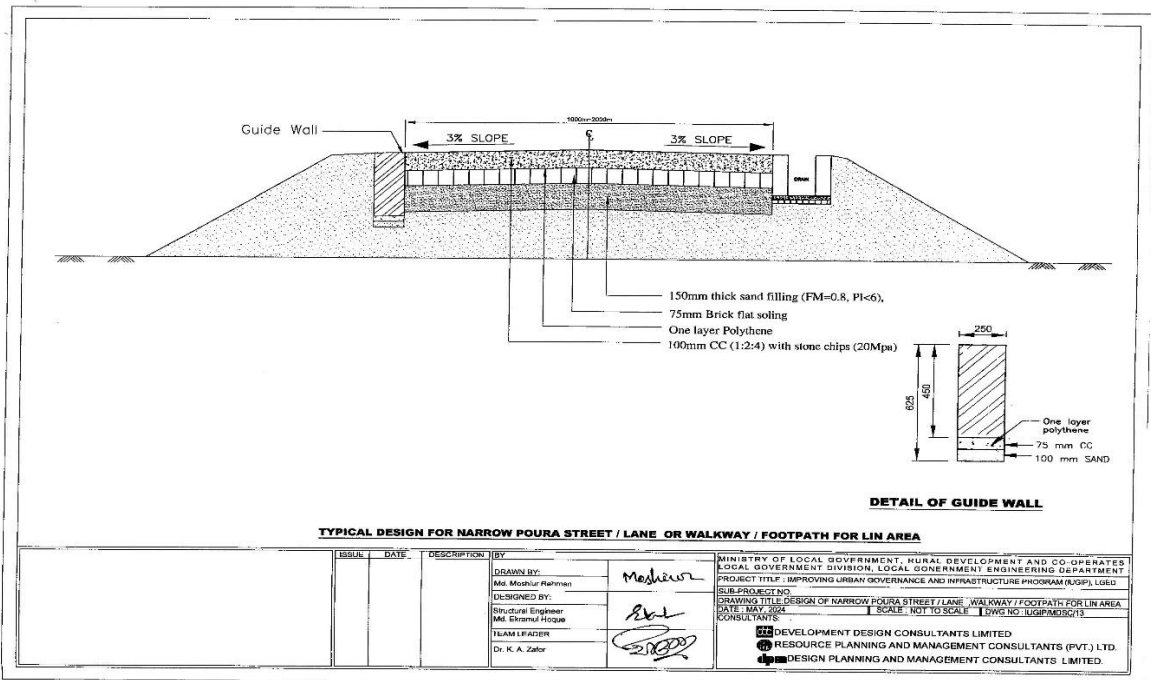 1000mm-2000m
Guide Wall
3% SLOPE
3% SLOPE
DRAIN
150mm thick sand filling (FM=0.8, PI<6),
75mm Brick flat soling
One layer Polythene
100mm CC (1:2:4) with stone chips (20Mpa)
250
625
450
One layer
polythene
75 mm CC
100 mm SAND
DETAIL OF GUIDE WALL
TYPICAL DESIGN FOR NARROW POURA STREET / LANE OR WALKWAY / FOOTPATH FOR LIN AREA
ISSUE DATE DESCRIPTION BY
DRAWN BY:
Md. Moshiur Rehman
DESIGNED BY:
Structural Engineer
Md. Ekramul Hoque
TEAM LEADER
Dr. K. A. Zafor
MINISTRY OF LOCAL GOVERNMENT, RURAL DEVELOPMENT AND CO-OPERATES
LOCAL GOVERNMENT DIVISION, LOCAL GONERNMENT ENGINEERING DEPARTMENT
PROJECT TITLE : IMPROVING URBAN GOVERNANCE AND INFRASTRUCTURE PROGRAM (IUGIP), LGED
SUB-PROJECT NO.
DRAWING TITLE:DESIGN OF NARROW POURA STREET / LANE ,WALKWAY / FOOTPATH FOR LIN AREA
DATE : MAY, 2024 SCALE : NOT TO SCALE DWG NO : IUGIP/MDSC/13
CONSULTANTS:
DEVELOPMENT DESIGN CONSULTANTS LIMITED
RESOURCE PLANNING AND MANAGEMENT CONSULTANTS (PVT.) LTD.
dpm DESIGN PLANNING AND MANAGEMENT CONSULTANTS LIMITED.